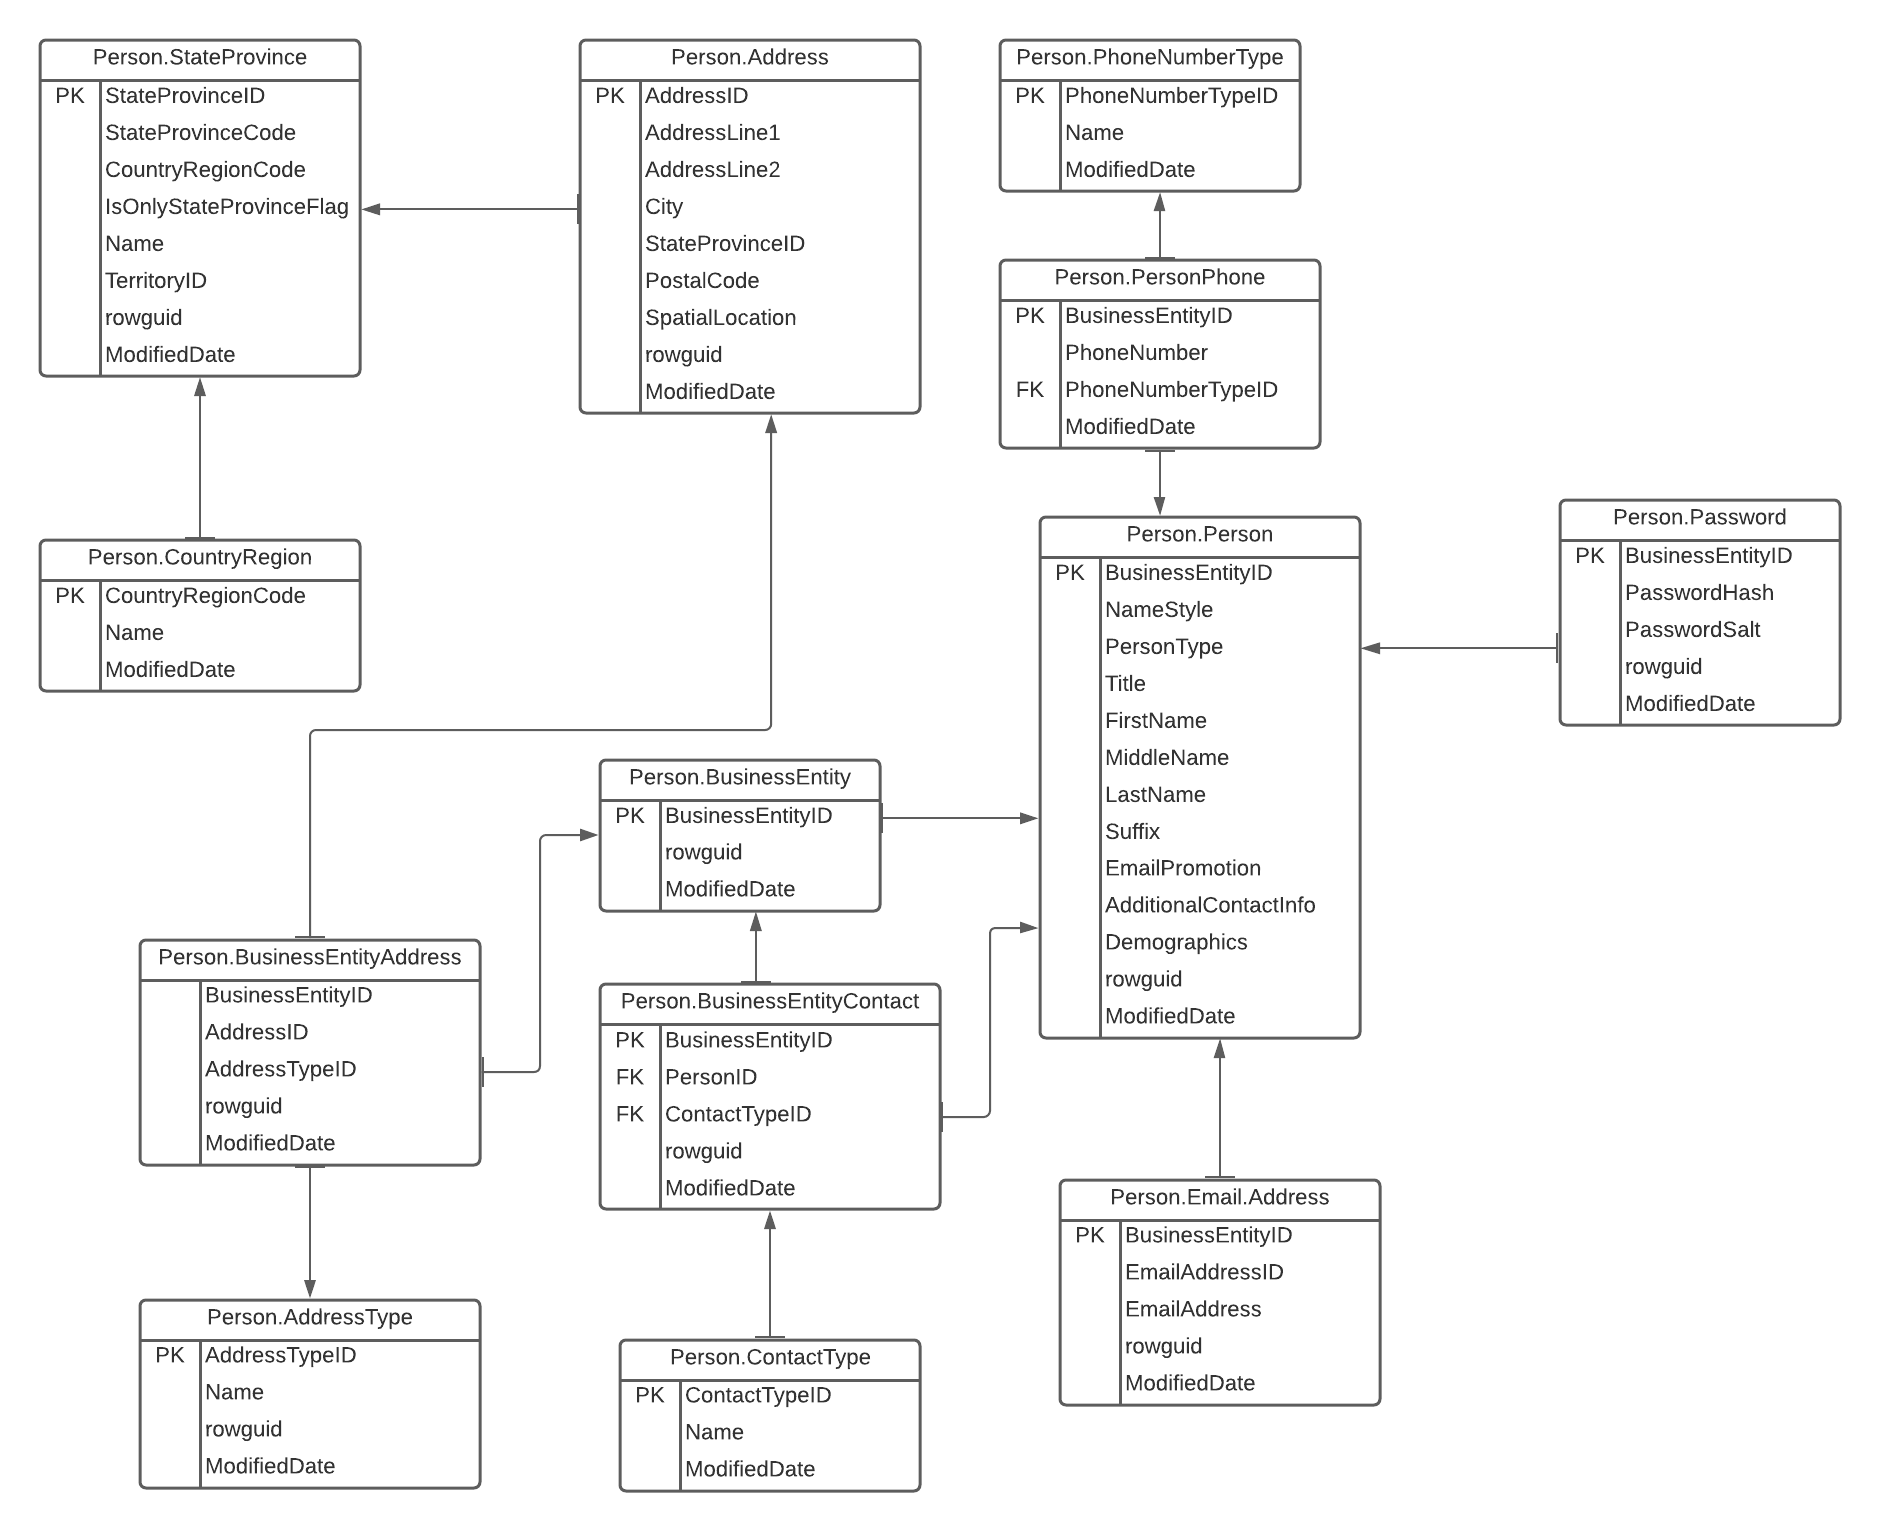 Person.StateProvince
PK StateProvinceID
StateProvinceCode
CountryRegionCode
IsOnlyStateProvinceFlag
Name
TerritoryID
rowguid
ModifiedDate
Person.Address
PK AddressID
AddressLine1
AddressLine2
City
StateProvinceID
PostalCode
SpatialLocation
rowguid
ModifiedDate
Person.PhoneNumberType
PK PhoneNumberTypeID
Name
ModifiedDate
Person.PersonPhone
PK BusinessEntityID
PhoneNumber
FK PhoneNumberTypeID
ModifiedDate
Person.CountryRegion
PK CountryRegionCode
Name
ModifiedDate
Person.Person
PK BusinessEntityID
NameStyle
PersonType
Title
FirstName
MiddleName
LastName
Suffix
EmailPromotion
AdditionalContactInfo
Demographics
rowguid
ModifiedDate
Person.Password
PK BusinessEntityID
PasswordHash
PasswordSalt
rowguid
ModifiedDate
Person.BusinessEntity
PK BusinessEntityID
rowguid
ModifiedDate
Person.BusinessEntityAddress
BusinessEntityID
AddressID
AddressTypeID
rowguid
ModifiedDate
Person.BusinessEntityContact
PK BusinessEntityID
FK PersonID
FK ContactTypeID
rowguid
ModifiedDate
Person.Email.Address
PK BusinessEntityID
EmailAddressID
EmailAddress
rowguid
ModifiedDate
Person.AddressType
PK AddressTypeID
Name
rowguid
ModifiedDate
Person.ContactType
PK ContactTypeID
Name
ModifiedDate